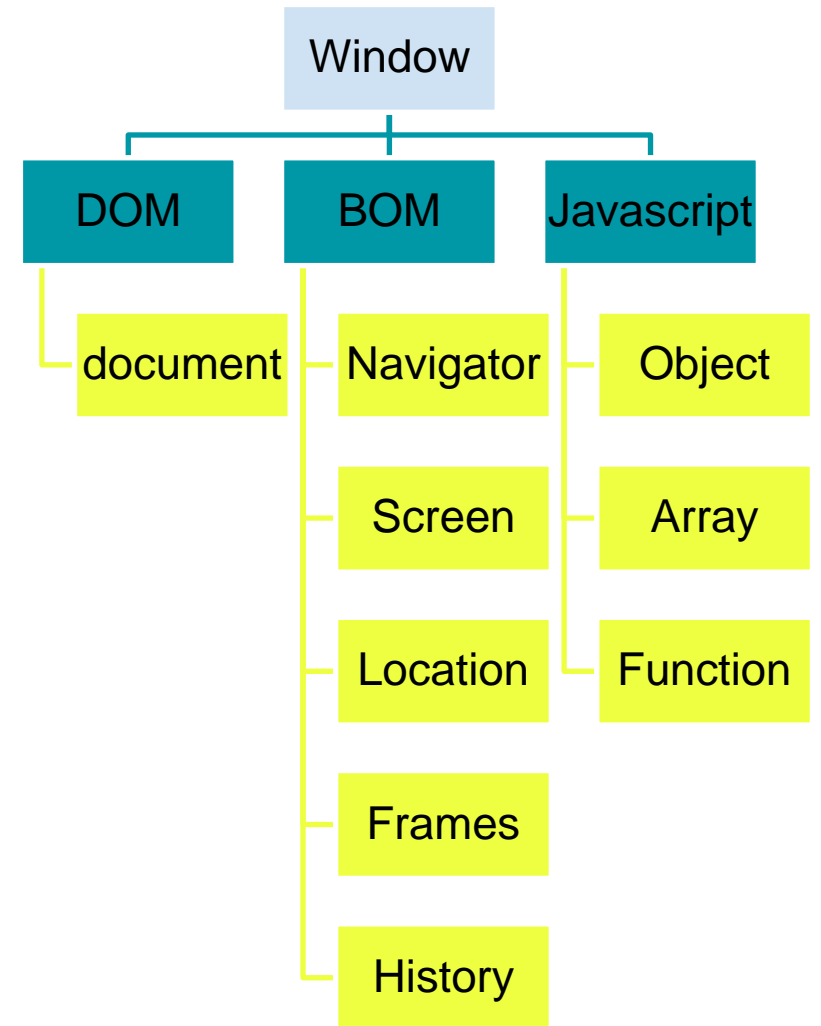 Window
DOM
BOM
Javascript
document
Navigator
Object
Screen
Array
Location
Function
Frames
History